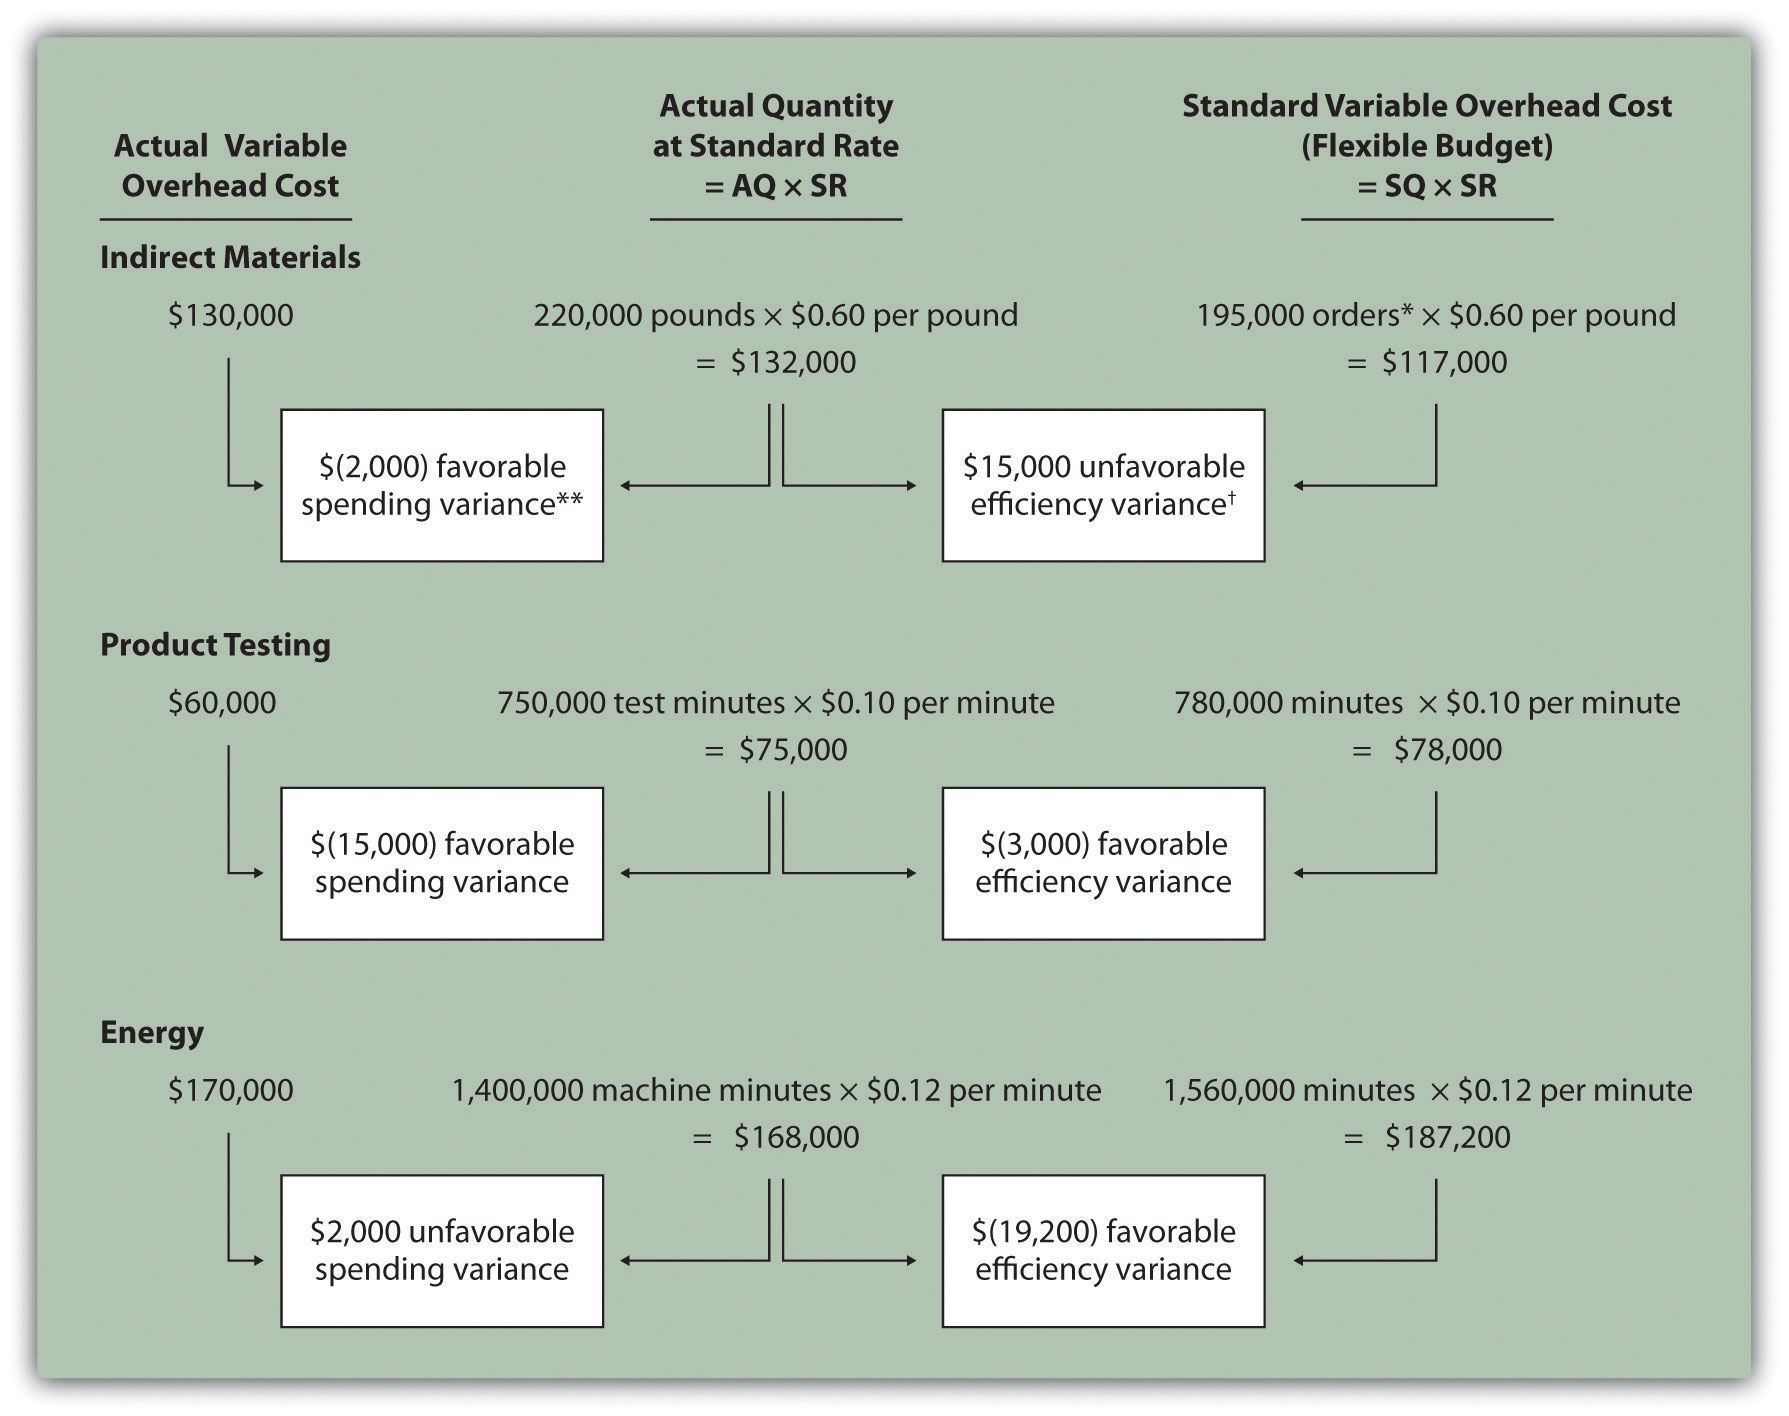 Actual Variable
Overhead Cost
Actual Quantity
at Standard Rate
= AQ × SR
Standard Variable Overhead Cost
(Flexible Budget)
= SQ × SR
Indirect Materials
$130,000
220,000 pounds × $0.60 per pound
= $132,000
195,000 orders* × $0.60 per pound
= $117,000
$(2,000) favorable
spending variance**
$15,000 unfavorable
efficiency variance†
Product Testing
$60,000
750,000 test minutes × $0.10 per minute
= $75,000
780,000 minutes × $0.10 per minute
= $78,000
$(15,000) favorable
spending variance
$(3,000) favorable
efficiency variance
Energy
$170,000
1,400,000 machine minutes × $0.12 per minute
= $168,000
1,560,000 minutes × $0.12 per minute
= $187,200
$2,000 unfavorable
spending variance
$(19,200) favorable
efficiency variance